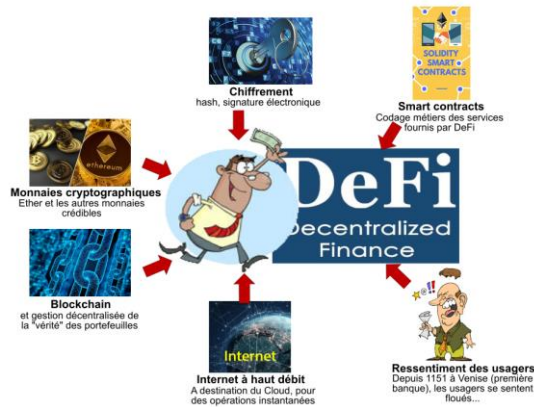 SOLIDITY
SMART
CONTRACTS
Chiffrement
hash, signature électronique
Smart contracts
Codage métiers des services
fournis par DeFi
ethereum
Monnaies cryptographiques
Ether et les autres monnaies
crédibles
DeFi
Decentralized
Finance
Blockchain
et gestion décentralisée de
la "vérité" des portefeuilles
Internet
Internet à haut débit
A destination du Cloud, pour
des opérations instantanées
Ressentiment des usagers
Depuis 1151 à Venise (première
banque), les usagers se sentent
floués...